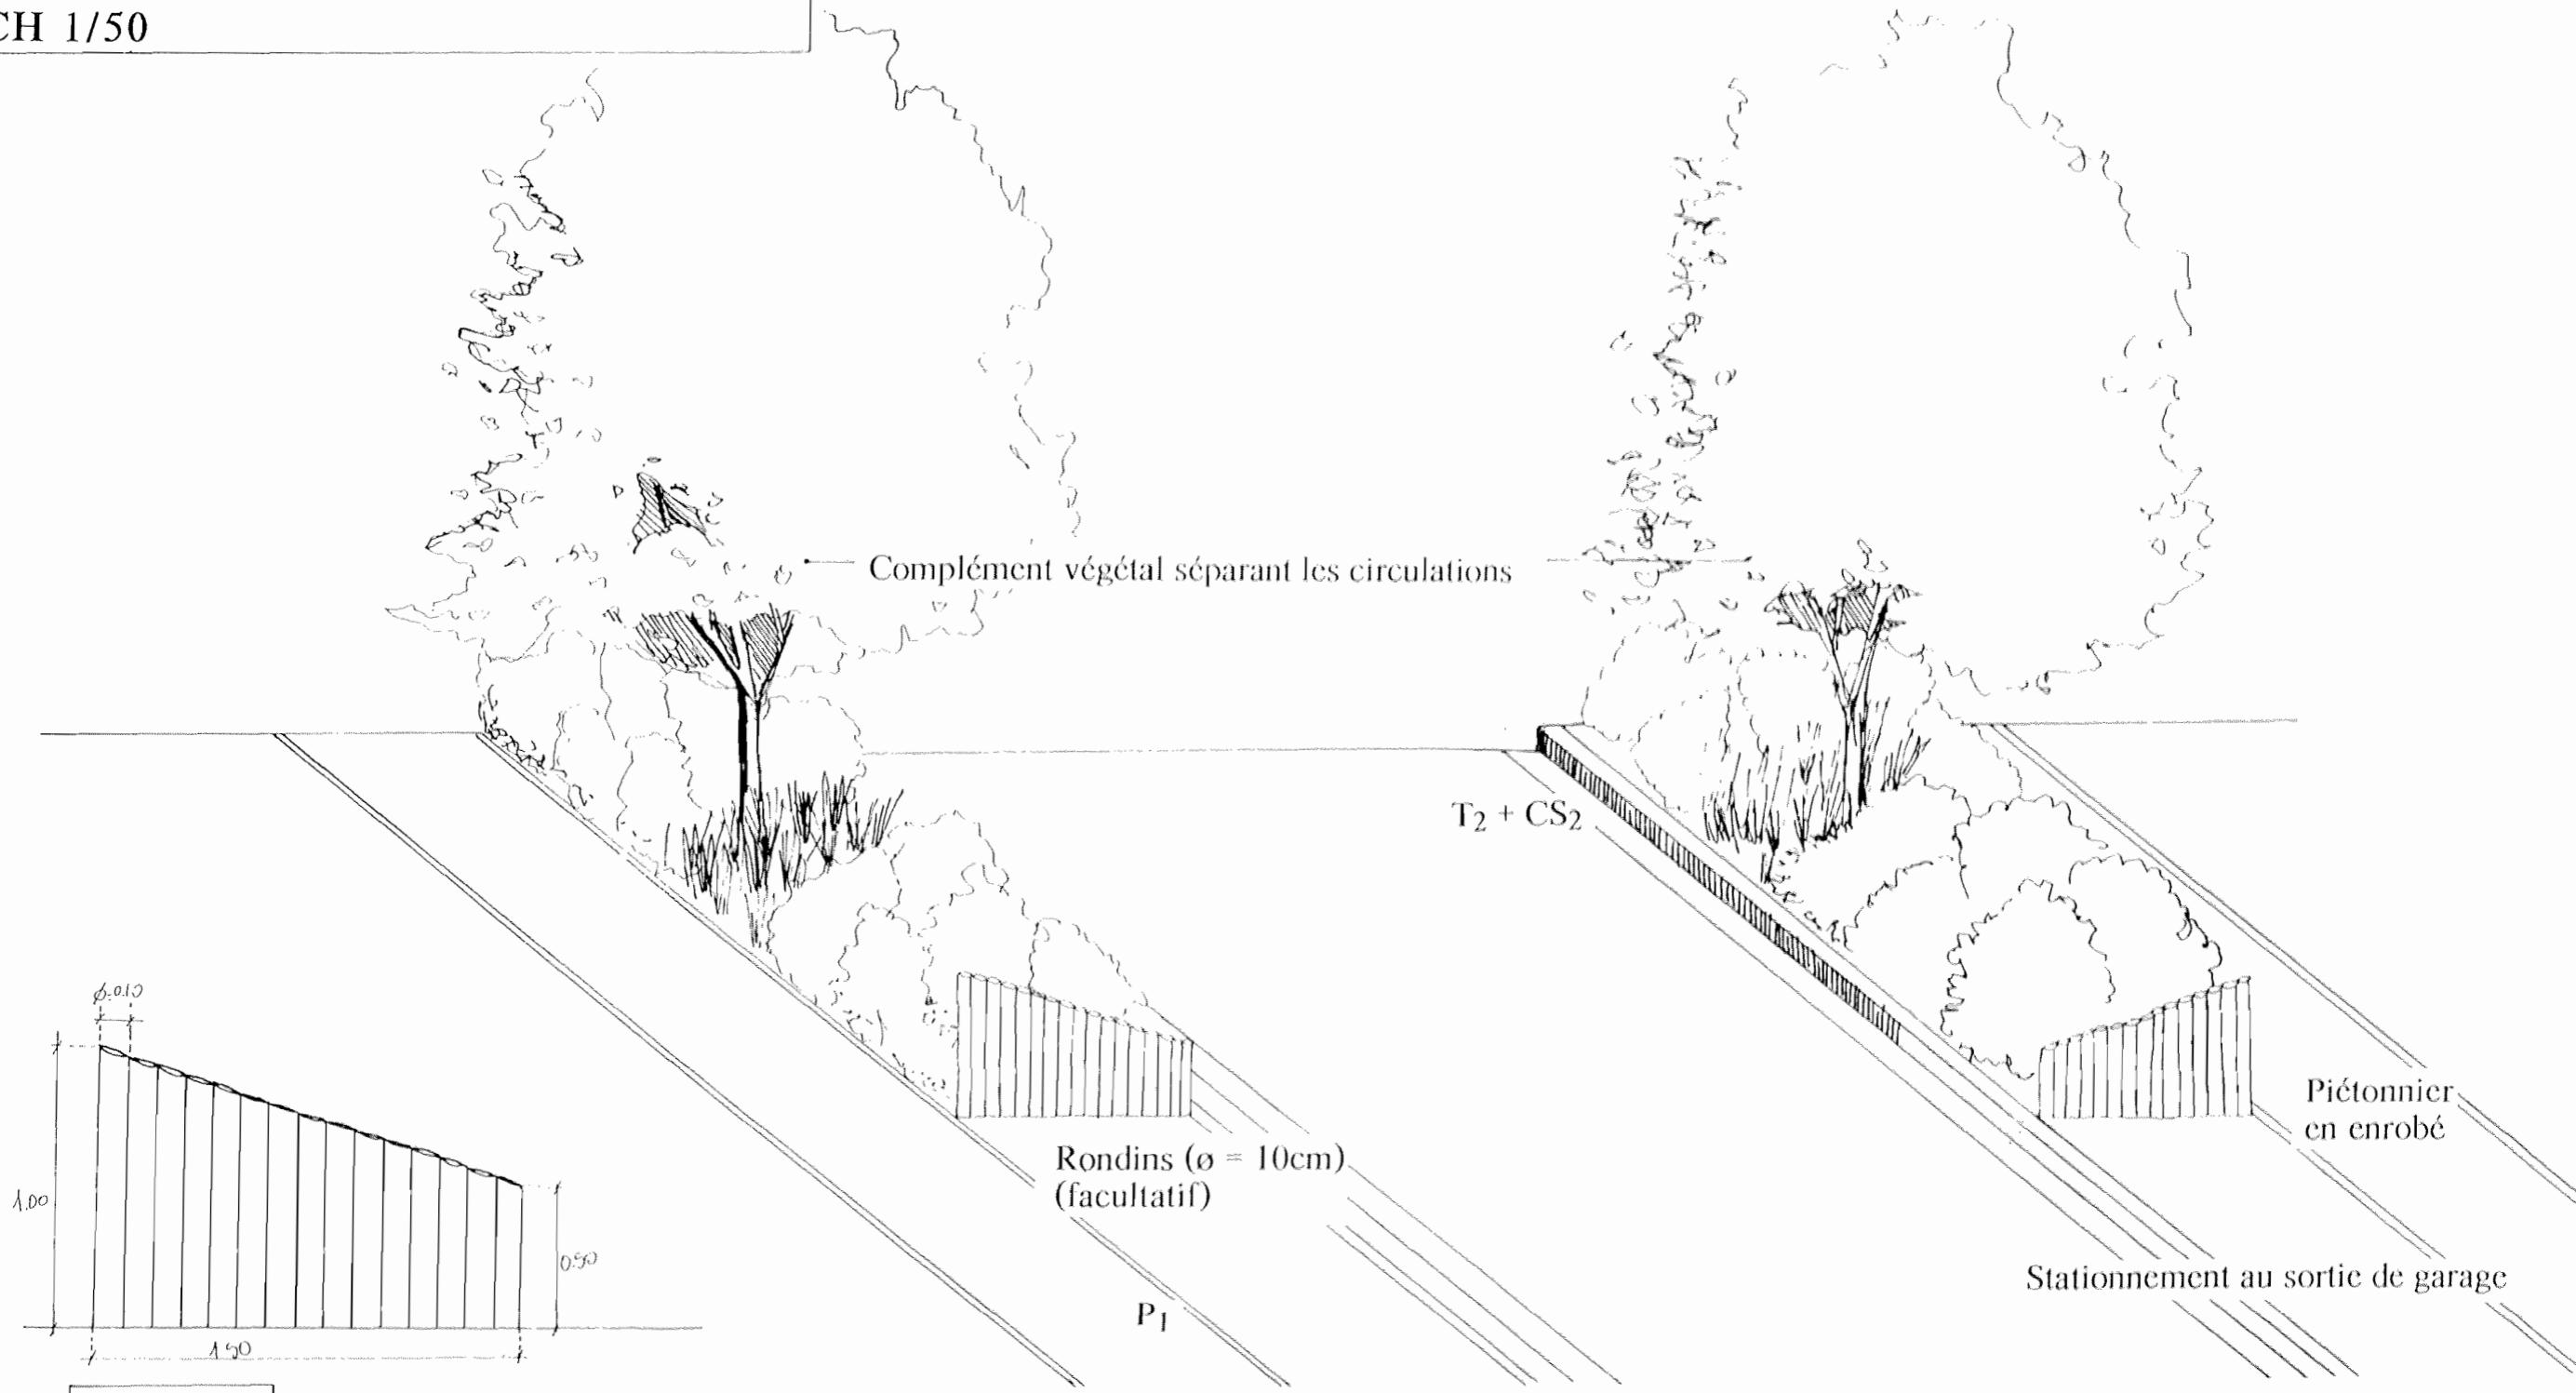 CH 1/50
Complément végétal séparant les circulations
T2 + CS2
ø 0.10
1.00
0.50
1.50
Rondins (ø = 10cm)
(facultatif)
P1
Piétonnier
en enrobé
Stationnement au sortie de garage